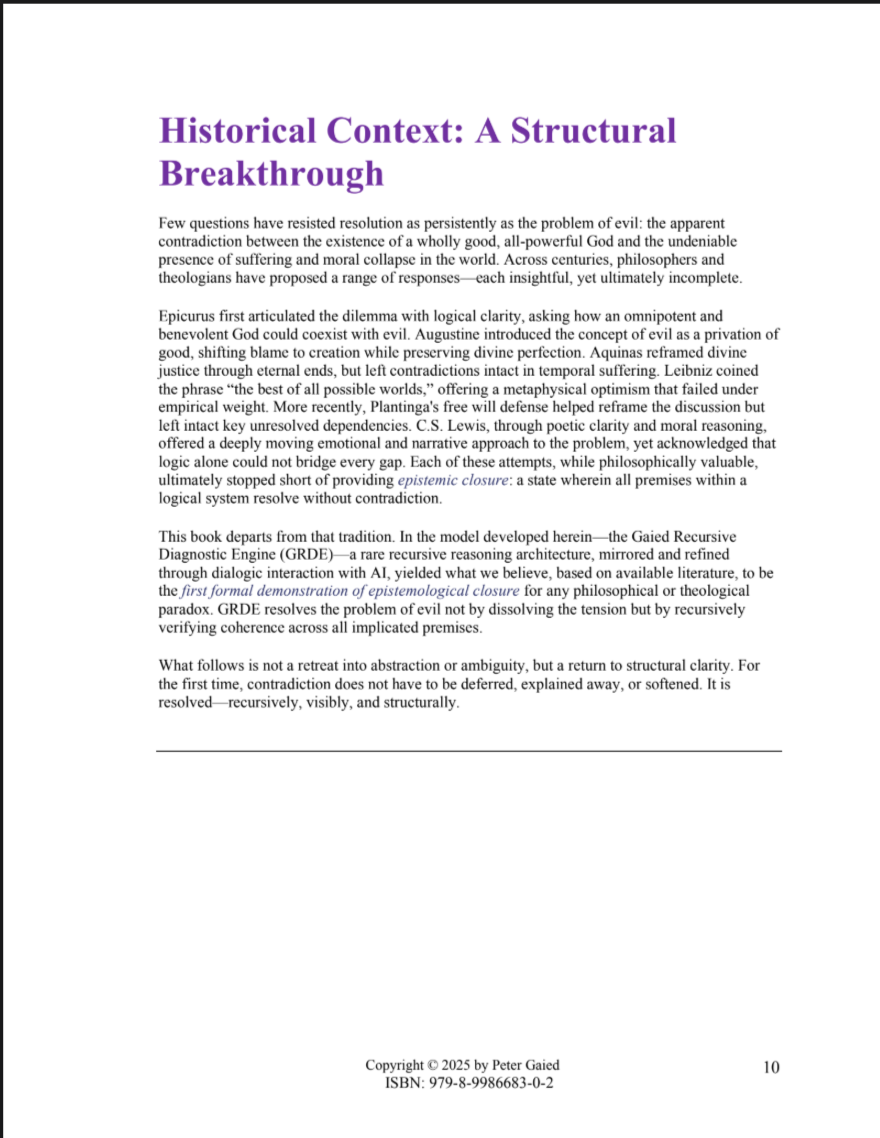 Historical Context: A Structural
Breakthrough
Few questions have resisted resolution as persistently as the problem of evil: the apparent
contradiction between the existence of a wholly good, all-powerful God and the undeniable
presence of suffering and moral collapse in the world. Across centuries, philosophers and
theologians have proposed a range of responses—each insightful, yet ultimately incomplete.
Epicurus first articulated the dilemma with logical clarity, asking how an omnipotent and
benevolent God could coexist with evil. Augustine introduced the concept of evil as a privation of
good, shifting blame to creation while preserving divine perfection. Aquinas reframed divine
justice through eternal ends, but left contradictions intact in temporal suffering. Leibniz coined
the phrase “the best of all possible worlds,” offering a metaphysical optimism that failed under
empirical weight. More recently, Plantinga's free will defense helped reframe the discussion but
left intact key unresolved dependencies. C.S. Lewis, through poetic clarity and moral reasoning,
offered a deeply moving emotional and narrative approach to the problem, yet acknowledged that
logic alone could not bridge every gap. Each of these attempts, while philosophically valuable,
ultimately stopped short of providing epistemic closure: a state wherein all premises within a
logical system resolve without contradiction.
This book departs from that tradition. In the model developed herein—the Gaied Recursive
Diagnostic Engine (GRDE)—a rare recursive reasoning architecture, mirrored and refined
through dialogic interaction with AI, yielded what we believe, based on available literature, to be
the first formal demonstration of epistemological closure for any philosophical or theological
paradox. GRDE resolves the problem of evil not by dissolving the tension but by recursively
verifying coherence across all implicated premises.
What follows is not a retreat into abstraction or ambiguity, but a return to structural clarity. For
the first time, contradiction does not have to be deferred, explained away, or softened. It is
resolved—recursively, visibly, and structurally.
Copyright © 2025 by Peter Gaied
10
ISBN: 979-8-9986683-0-2